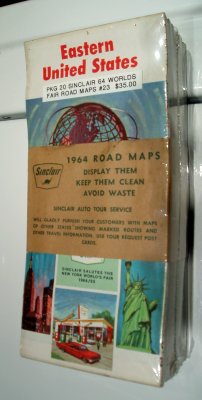 Eastern
United States
PKG 20 SINCLAIR 64 WORLDS
FAIR ROAD MAPS #23 $35.00
Sinclair
1964 ROAD MAPS
DISPLAY THEM
KEEP THEM CLEAN
AVOID WASTE
SINCLAIR AUTO TOUR SERVICE
WILL GLADLY FURNISH YOUR CUSTOMERS WITH MAPS
OF OTHER STATES SHOWING MARKED ROUTES AND
OTHER TRAVEL INFORMATION. USE TOUR REQUEST POST
CARDS.
SINCLAIR SALUTES THE
NEW YORK WORLD'S FAIR
1964/65